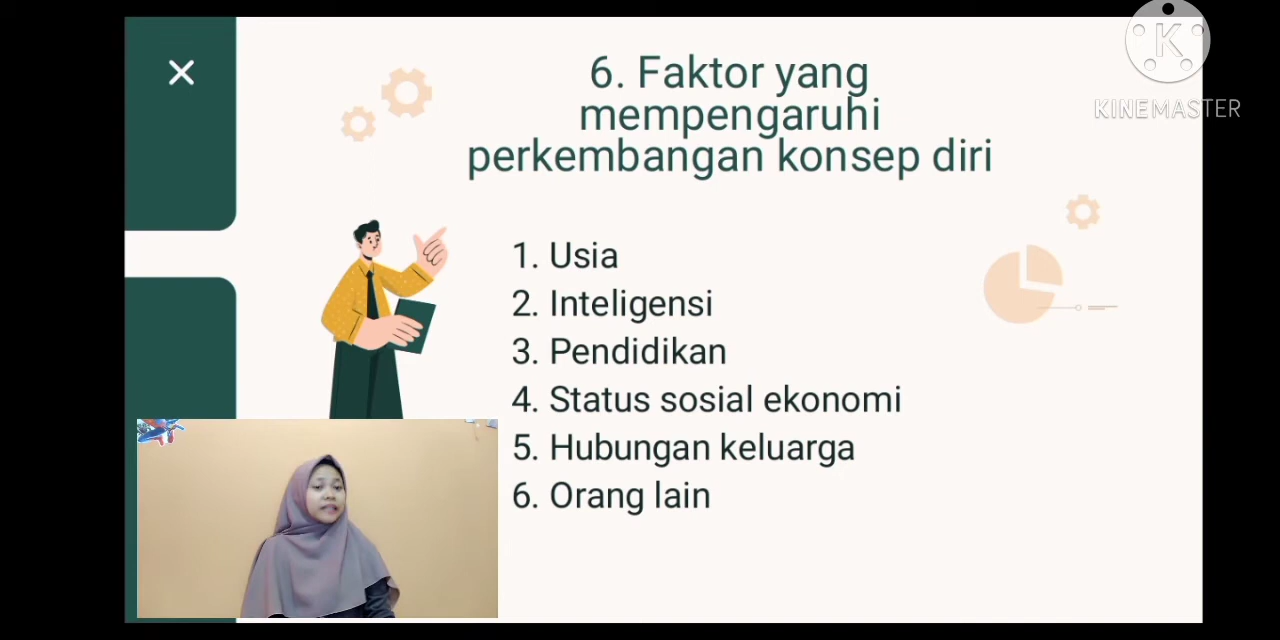 6. Faktor yang
mempengaruhi
perkembangan konsep diri
1. Usia
2. Inteligensi
3. Pendidikan
4. Status sosial ekonomi
5. Hubungan keluarga
6. Orang lain
K
KINEMASTER